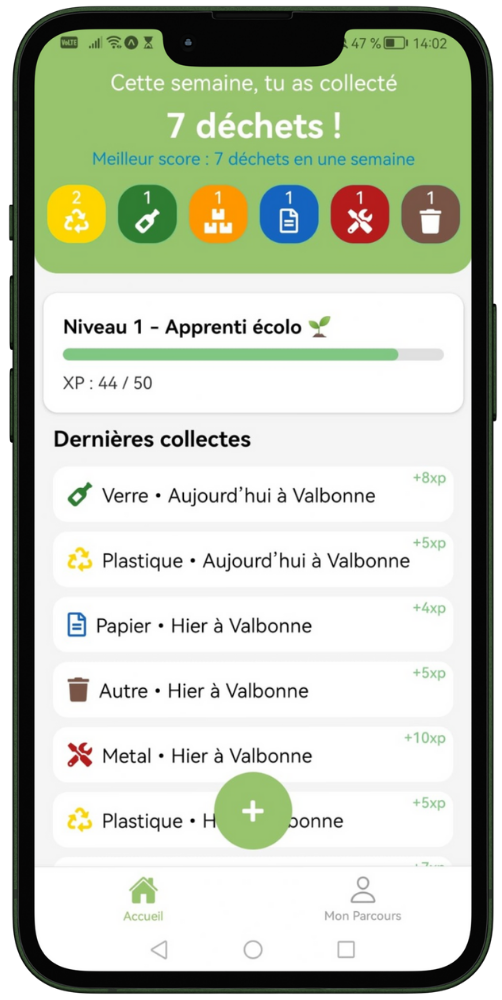 47 % 14:02
Cette semaine, tu as collecté
7 déchets !
Meilleur score : 7 déchets en une semaine
2 1 1 1 1 1
Niveau 1 - Apprenti écolo
XP : 44 / 50
Dernières collectes
+8xp
Verre • Aujourd’hui à Valbonne
+5xp
Plastique • Aujourd’hui à Valbonne
+4xp
Papier • Hier à Valbonne
+5xp
Autre • Hier à Valbonne
+10xp
Metal • Hier à Valbonne
+5xp
Plastique • H bonne
+
Accueil Mon Parcours